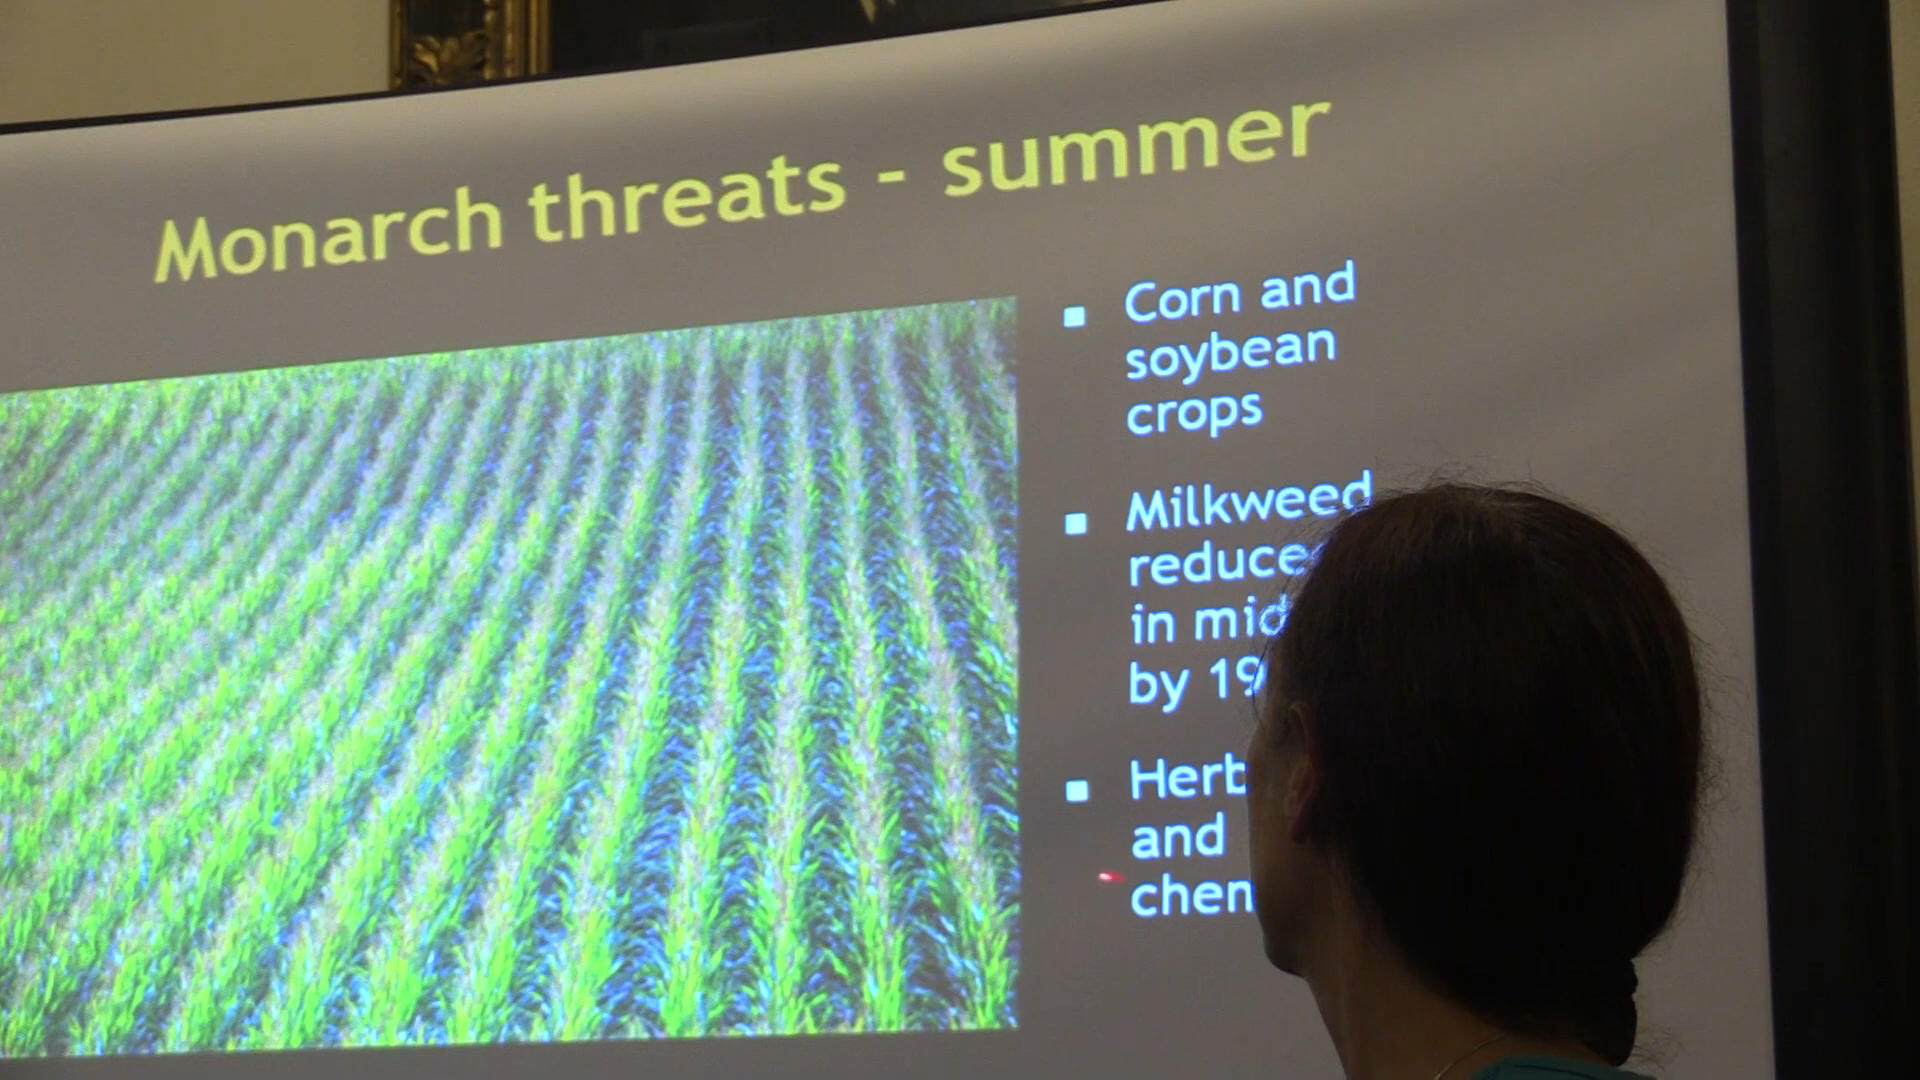 Monarch threats - summer
Corn and
soybean
crops
Milkweed
reduce
in mid
by 19
Herb
and
chem